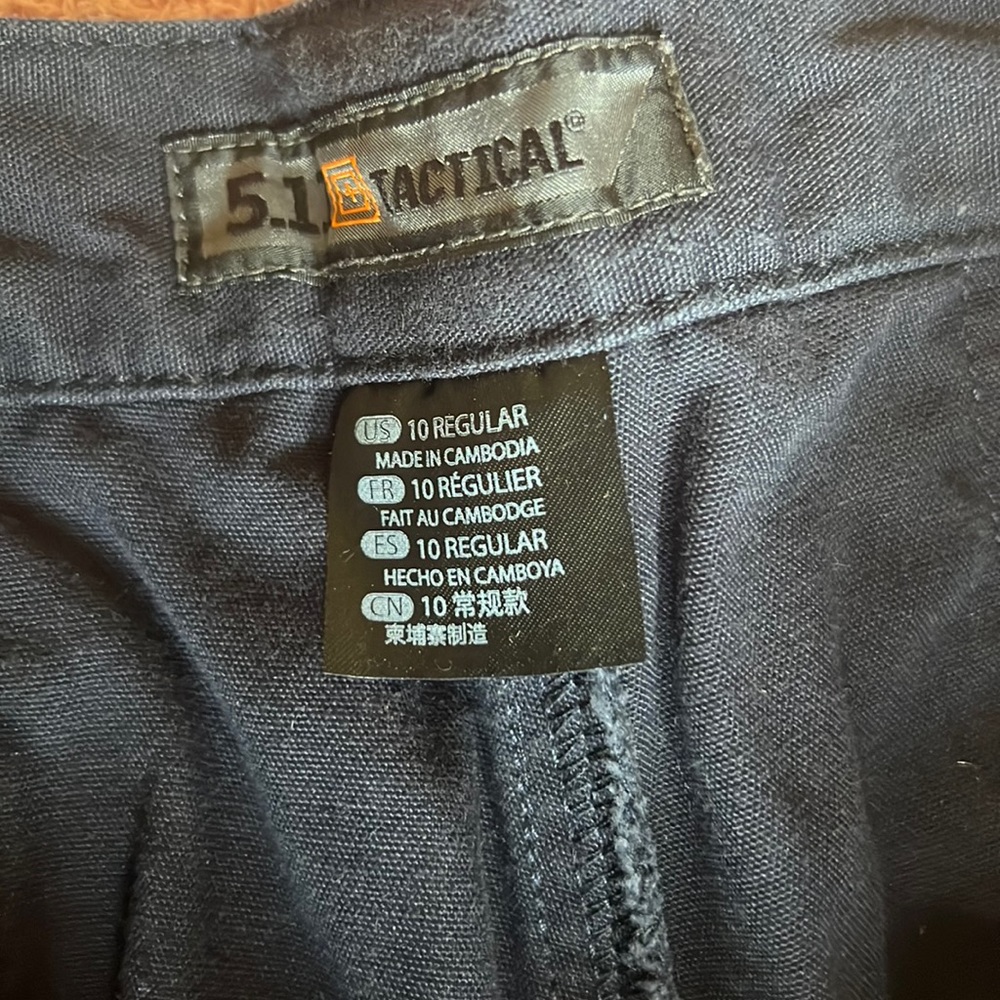 5.11 TACTICAL®
US 10 REGULAR
MADE IN CAMBODIA
FR 10 RÉGULIER
FAIT AU CAMBODGE
ES 10 REGULAR
HECHO EN CAMBOYA
CN 10 常规款
柬埔寨制造